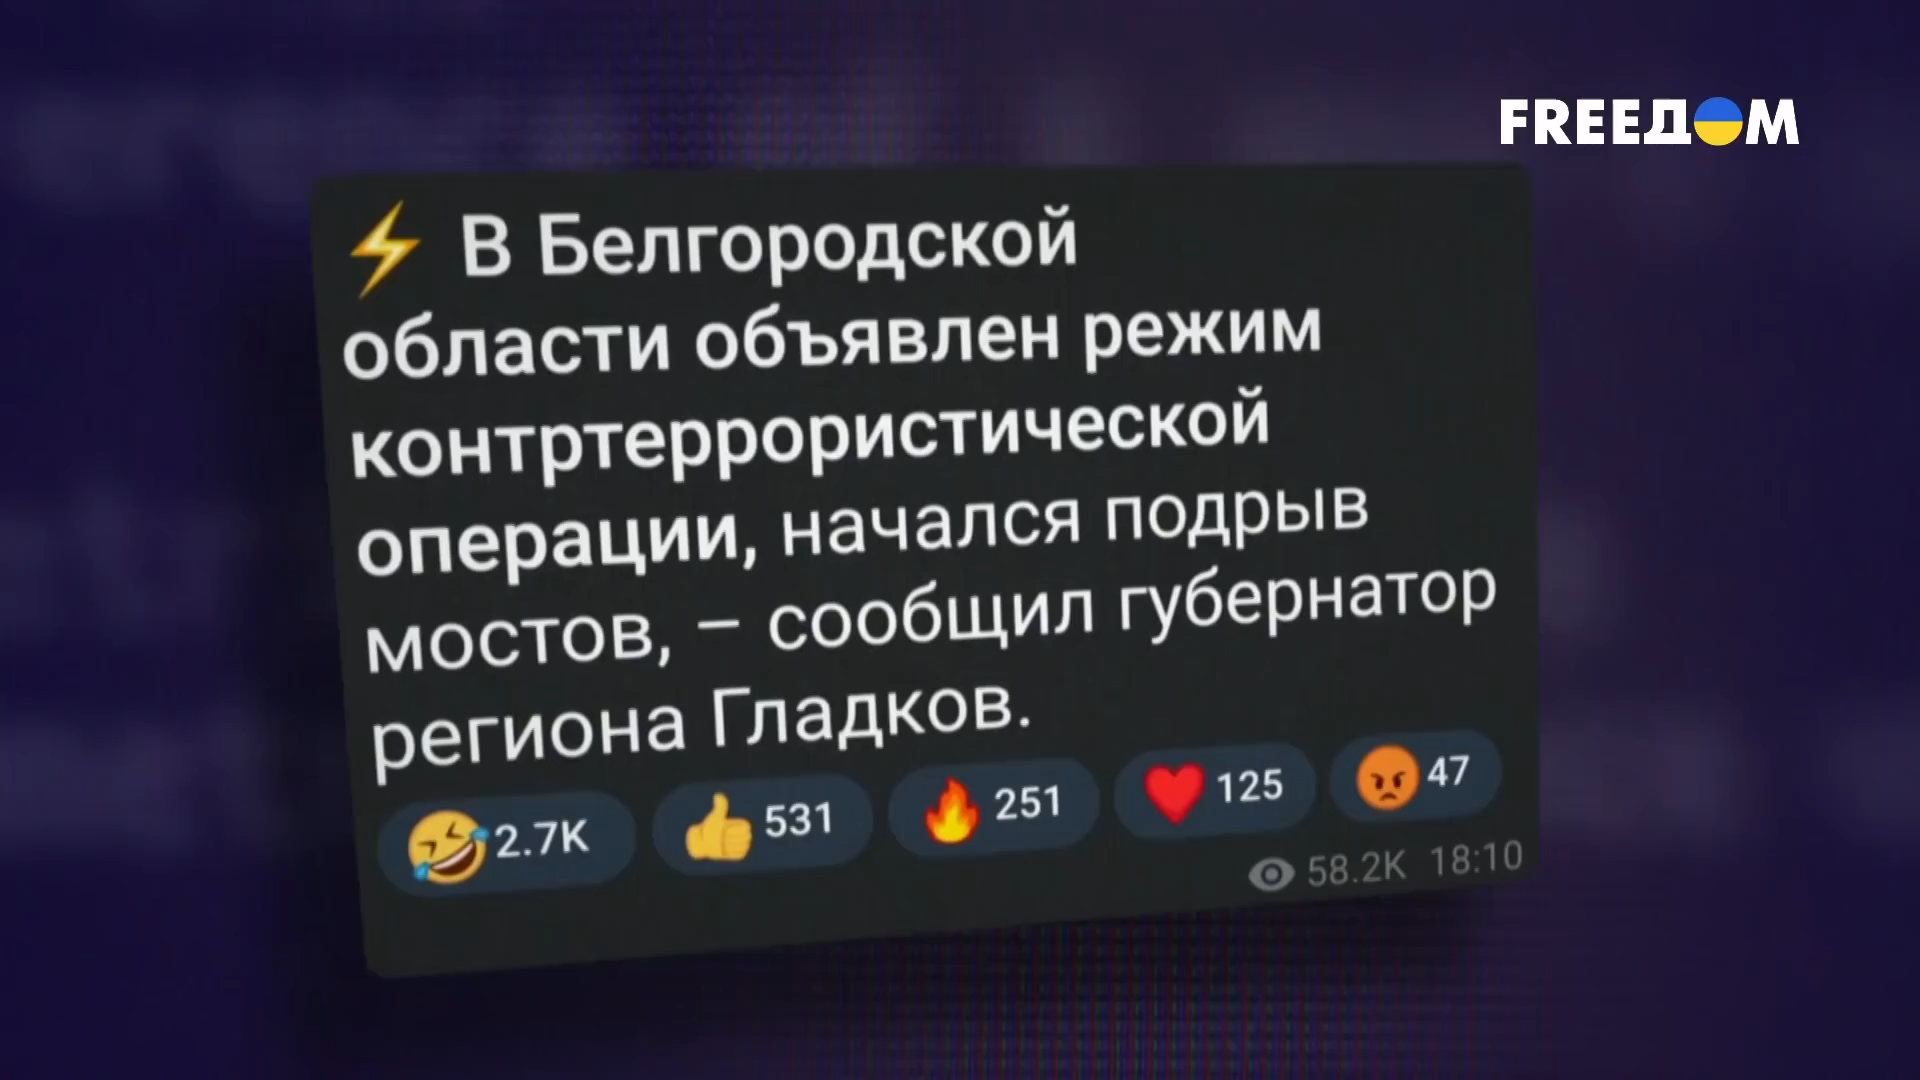 FREEДОМ
⚡ В Белгородской
области объявлен режим
контртеррористической
операции, начался подрыв
мостов, – сообщил губернатор
региона Гладков.
🤣 2.7K 👍 531 🔥 251 ❤️ 125 😡 47
58.2K 18:10